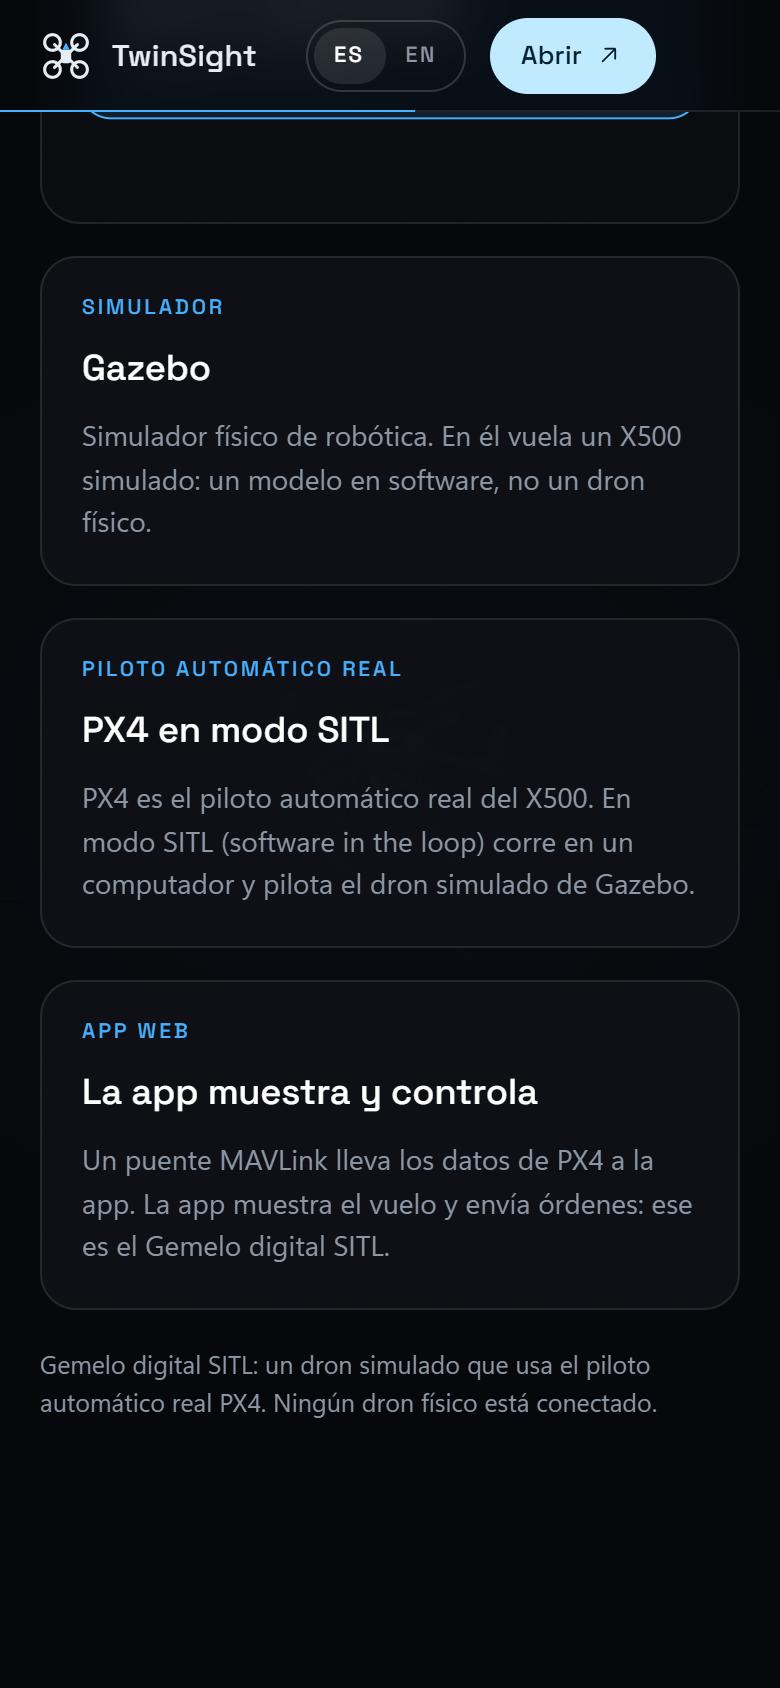 TwinSight
ES
EN
Abrir
SIMULADOR
Gazebo
Simulador físico de robótica. En él vuela un X500
simulado: un modelo en software, no un dron
físico.
PILOTO AUTOMÁTICO REAL
PX4 en modo SITL
PX4 es el piloto automático real del X500. En
modo SITL (software in the loop) corre en un
computador y pilota el dron simulado de Gazebo.
APP WEB
La app muestra y controla
Un puente MAVLink lleva los datos de PX4 a la
app. La app muestra el vuelo y envía órdenes: ese
es el Gemelo digital SITL.
Gemelo digital SITL: un dron simulado que usa el piloto
automático real PX4. Ningún dron físico está conectado.